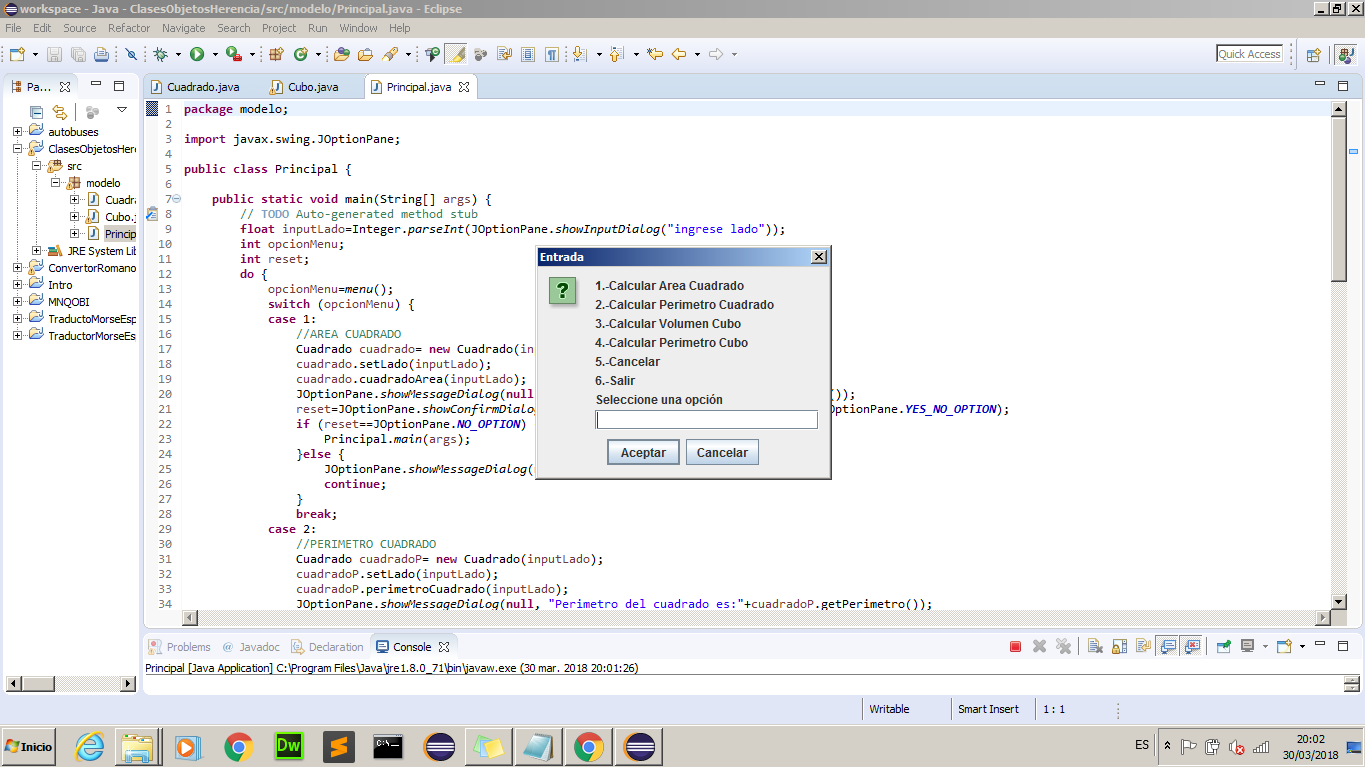 workspace - Java - ClasesObjetosHerencia/src/modelo/Principal.java - Eclipse
File Edit Source Refactor Navigate Search Project Run Window Help
Quick Access
Pa...
Cuadrado.java
Cubo.java
Principal.java
autobuses
ClasesObjetosHer
src
modelo
Cuadr
Cubo.
Princip
JRE System Lit
ConvertorRomano
Intro
MNQOBI
TraductoMorseEsp
TraductorMorseEs
1 package modelo;
2
3 import javax.swing.JOptionPane;
4
5 public class Principal {
6
7 public static void main(String[] args) {
8 // TODO Auto-generated method stub
9 float inputLado=Integer.parseInt(JOptionPane.showInputDialog("ingrese lado"));
10 int opcionMenu;
11 int reset;
12 do {
13 opcionMenu=menu();
14 switch (opcionMenu) {
15 case 1:
16 //AREA CUADRADO
17 Cuadrado cuadrado= new Cuadrado(in
18 cuadrado.setLado(inputLado);
19 cuadrado.cuadradoArea(inputLado);
20 JOptionPane.showMessageDialog(null ());
21 reset=JOptionPane.showConfirmDialo ptionPane.YES_NO_OPTION);
22 if (reset==JOptionPane.NO_OPTION)
23 Principal.main(args);
24 }else {
25 JOptionPane.showMessageDialog(
26 continue;
27 }
28 break;
29 case 2:
30 //PERIMETRO CUADRADO
31 Cuadrado cuadradoP= new Cuadrado(inputLado);
32 cuadradoP.setLado(inputLado);
33 cuadradoP.perimetroCuadrado(inputLado);
34 JOptionPane.showMessageDialog(null, "Perimetro del cuadrado es:"+cuadradoP.getPerimetro());
Entrada
?
1.-Calcular Area Cuadrado
2.-Calcular Perimetro Cuadrado
3.-Calcular Volumen Cubo
4.-Calcular Perimetro Cubo
5.-Cancelar
6.-Salir
Seleccione una opción
Aceptar Cancelar
Problems @ Javadoc Declaration Console
Principal [Java Application] C:\Program Files\Java\jre1.8.0_71\bin\javaw.exe (30 mar. 2018 20:01:26)
Writable Smart Insert 1 : 1
Inicio
Dw
C:\_
ES
20:02
30/03/2018